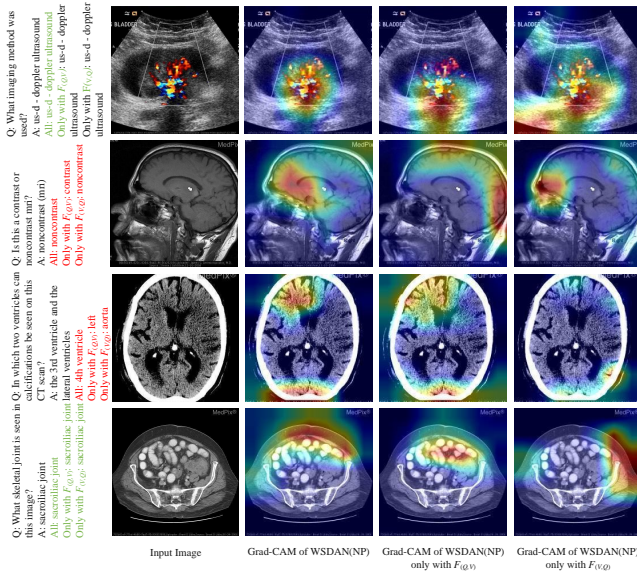 Q: What imaging method was
used?
A: us-d - doppler ultrasound
All: us-d - doppler ultrasound
Only with F(Q,V): us-d - doppler
ultrasound
Only with F(V,Q): us-d - doppler
ultrasound
BLADDER
BLADDER
BLADDER
BLADDER
Q: Is this a contrast or
noncontrast mri?
A: noncontrast (mri)
All: noncontrast
Only with F(Q,V): contrast
Only with F(V,Q): noncontrast
MedPix
MedPix
MedPix
MedPix
Q: In which two ventricles can
calcifications be seen on this
CT scan?
A: the 3rd ventricle and the
lateral ventricles
All: 4th ventricle
Only with F(Q,V): left
Only with F(V,Q): aorta
MedPix®
MedPix®
MedPix®
MedPix®
Q: What skeletal joint is seen in
this image?
A: sacroiliac joint
All: sacroiliac joint
Only with F(Q,V): sacroiliac joint
Only with F(V,Q): sacroiliac joint
MedPix®
MedPix®
MedPix®
MedPix®
Input Image
Grad-CAM of WSDAN(NP)
Grad-CAM of WSDAN(NP)
only with F(Q,V)
Grad-CAM of WSDAN(NP)
only with F(V,Q)